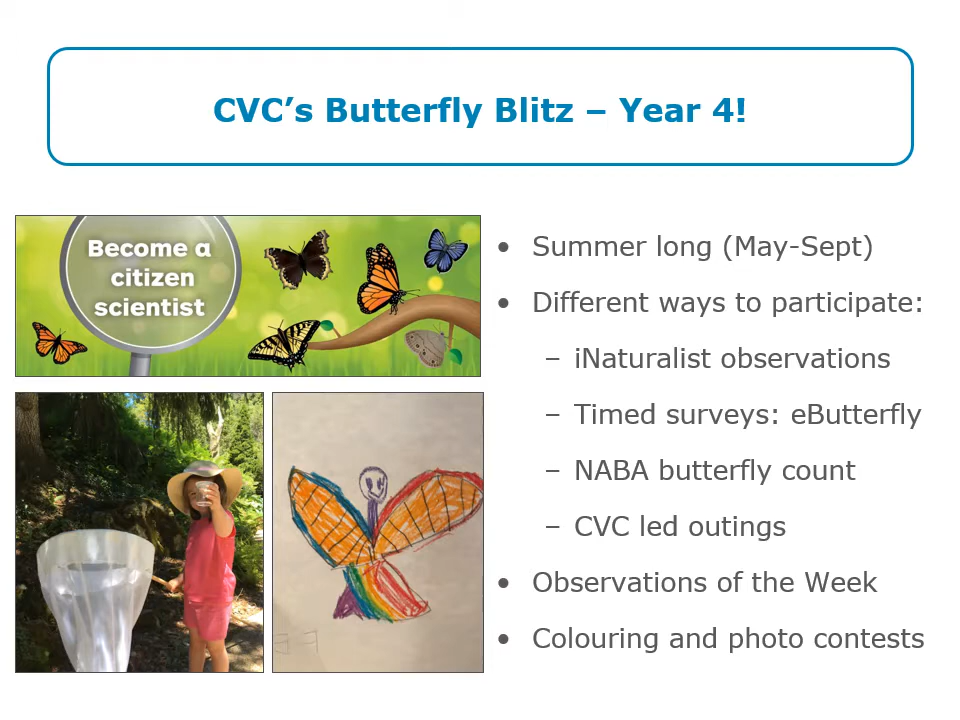 CVC’s Butterfly Blitz – Year 4!
Become a
citizen
scientist
• Summer long (May-Sept)
• Different ways to participate:
– iNaturalist observations
– Timed surveys: eButterfly
– NABA butterfly count
– CVC led outings
• Observations of the Week
• Colouring and photo contests